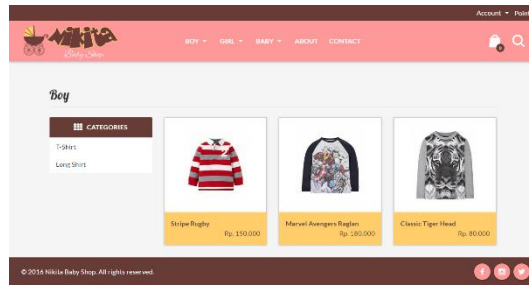 Account
Nikita
Baby Shop
BOY GIRL BABY ABOUT CONTACT
0
Boy
CATEGORIES
T-Shirt
Long Shirt
Stripe Rugby
Rp. 150.000
Marvel Avengers Raglan
Rp. 180.000
Classic Tiger Head
Rp. 80.000
© 2016 Nikita Baby Shop. All rights reserved.